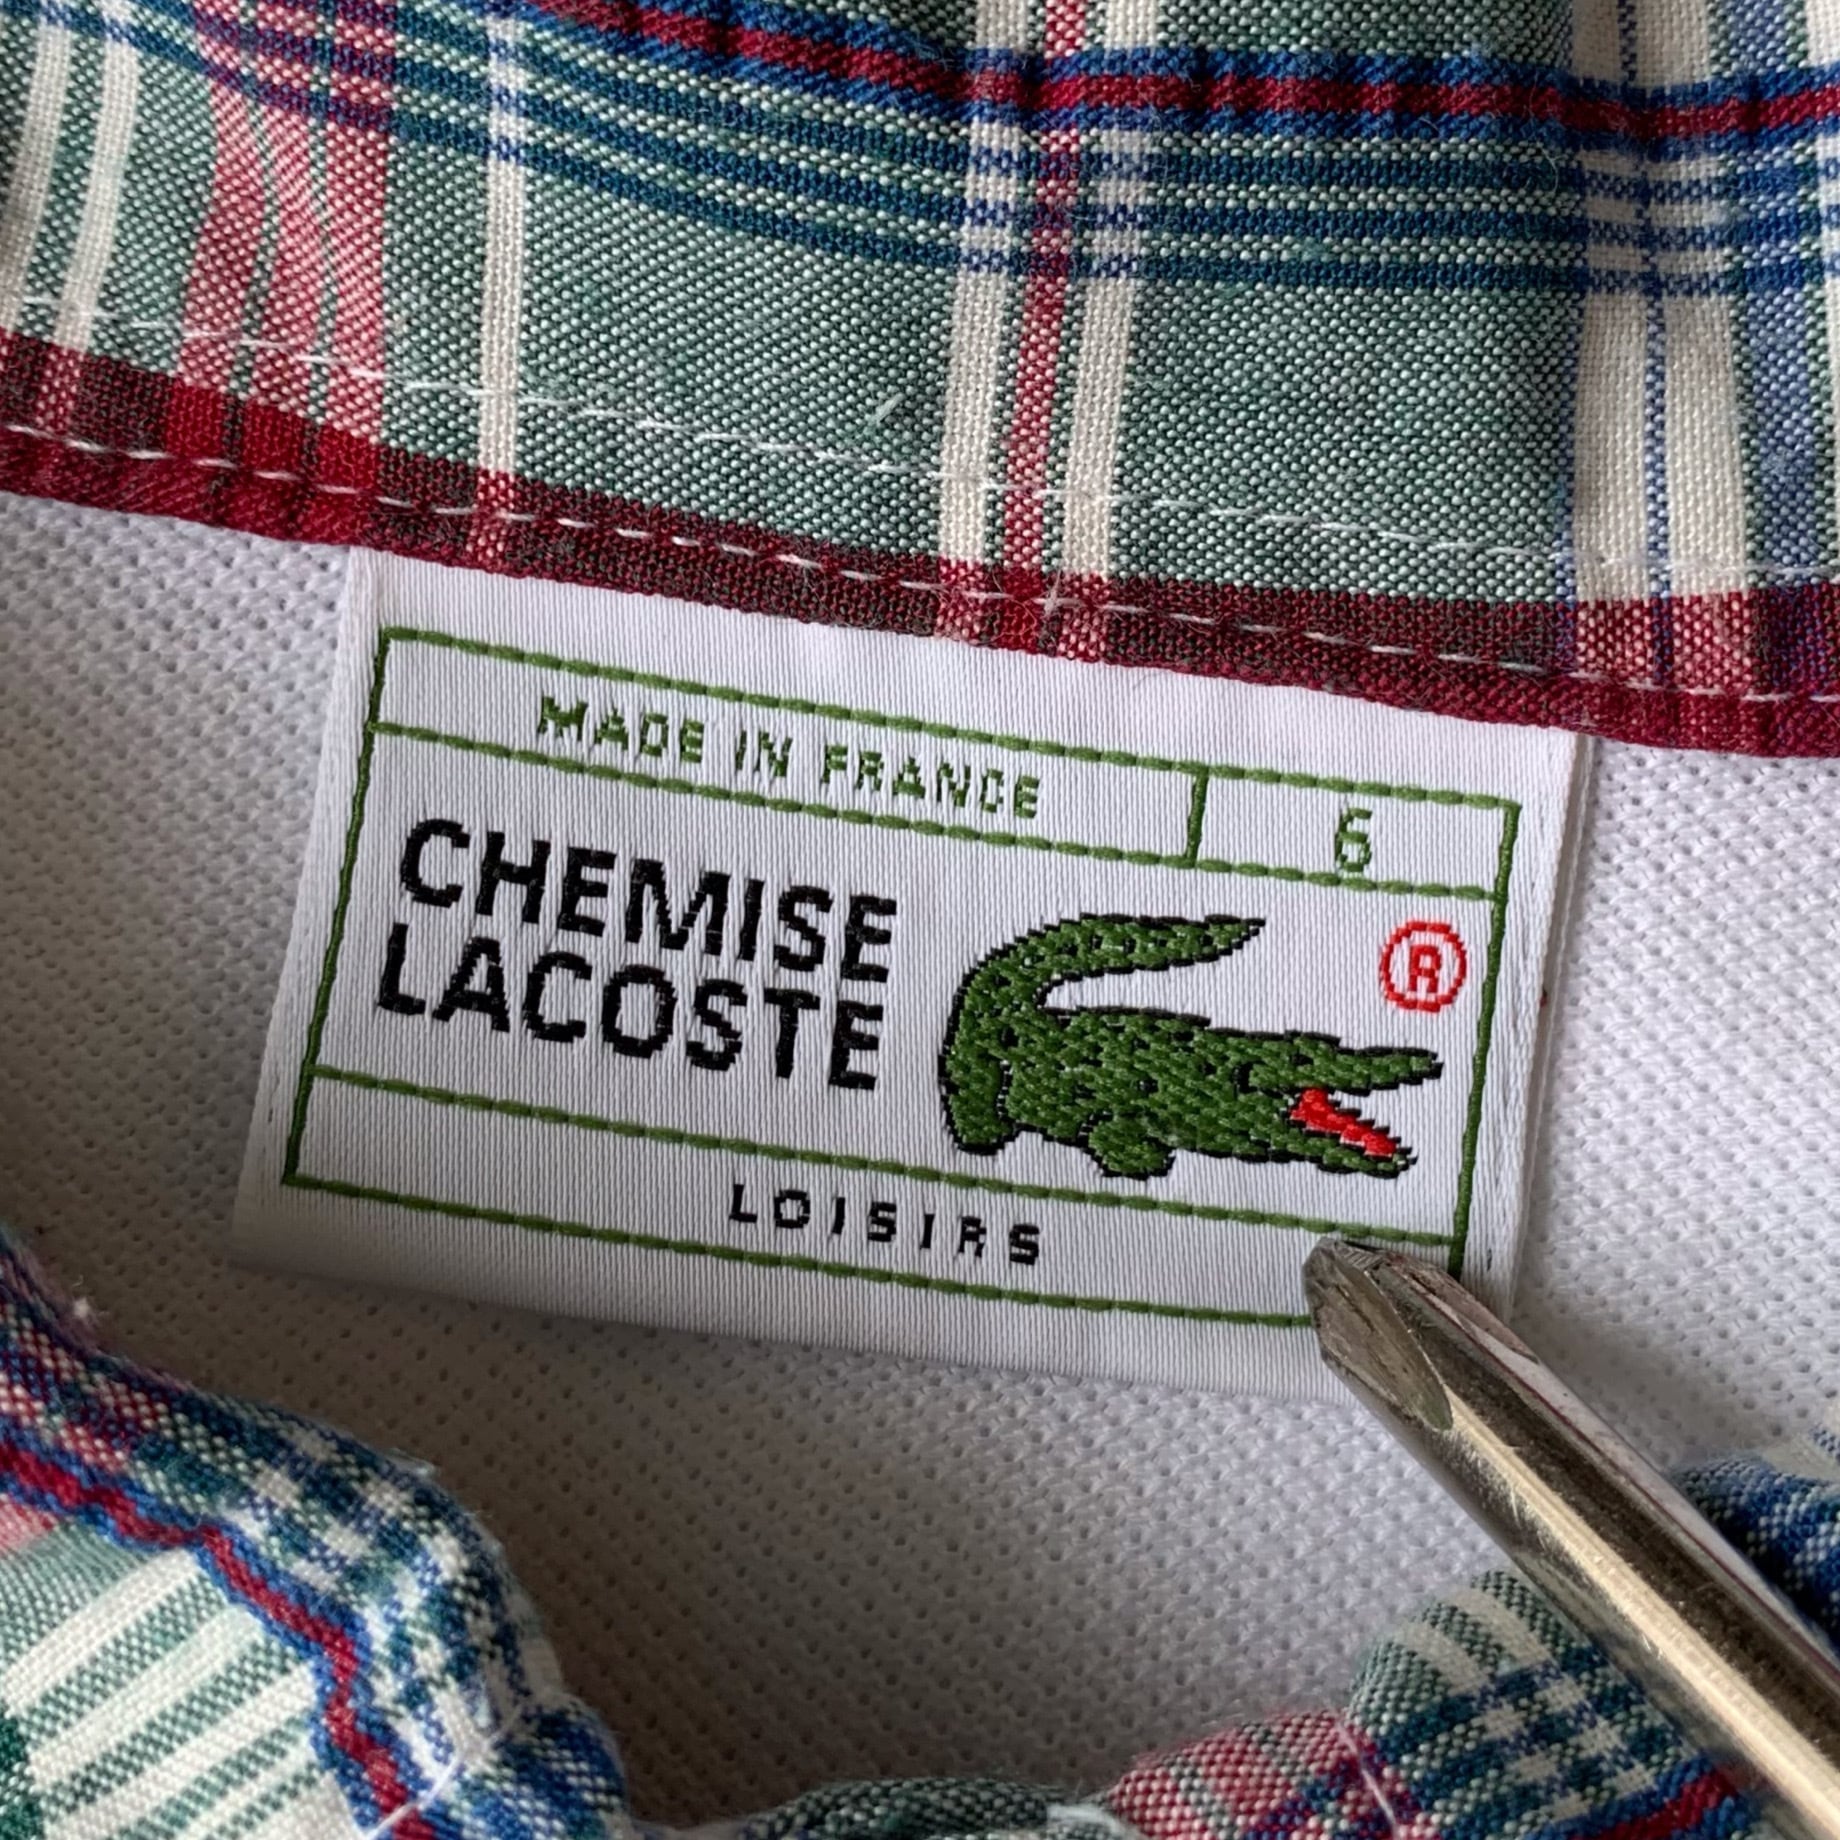 MADE IN FRANCE 6
CHEMISE
LACOSTE
®
LOISIRS